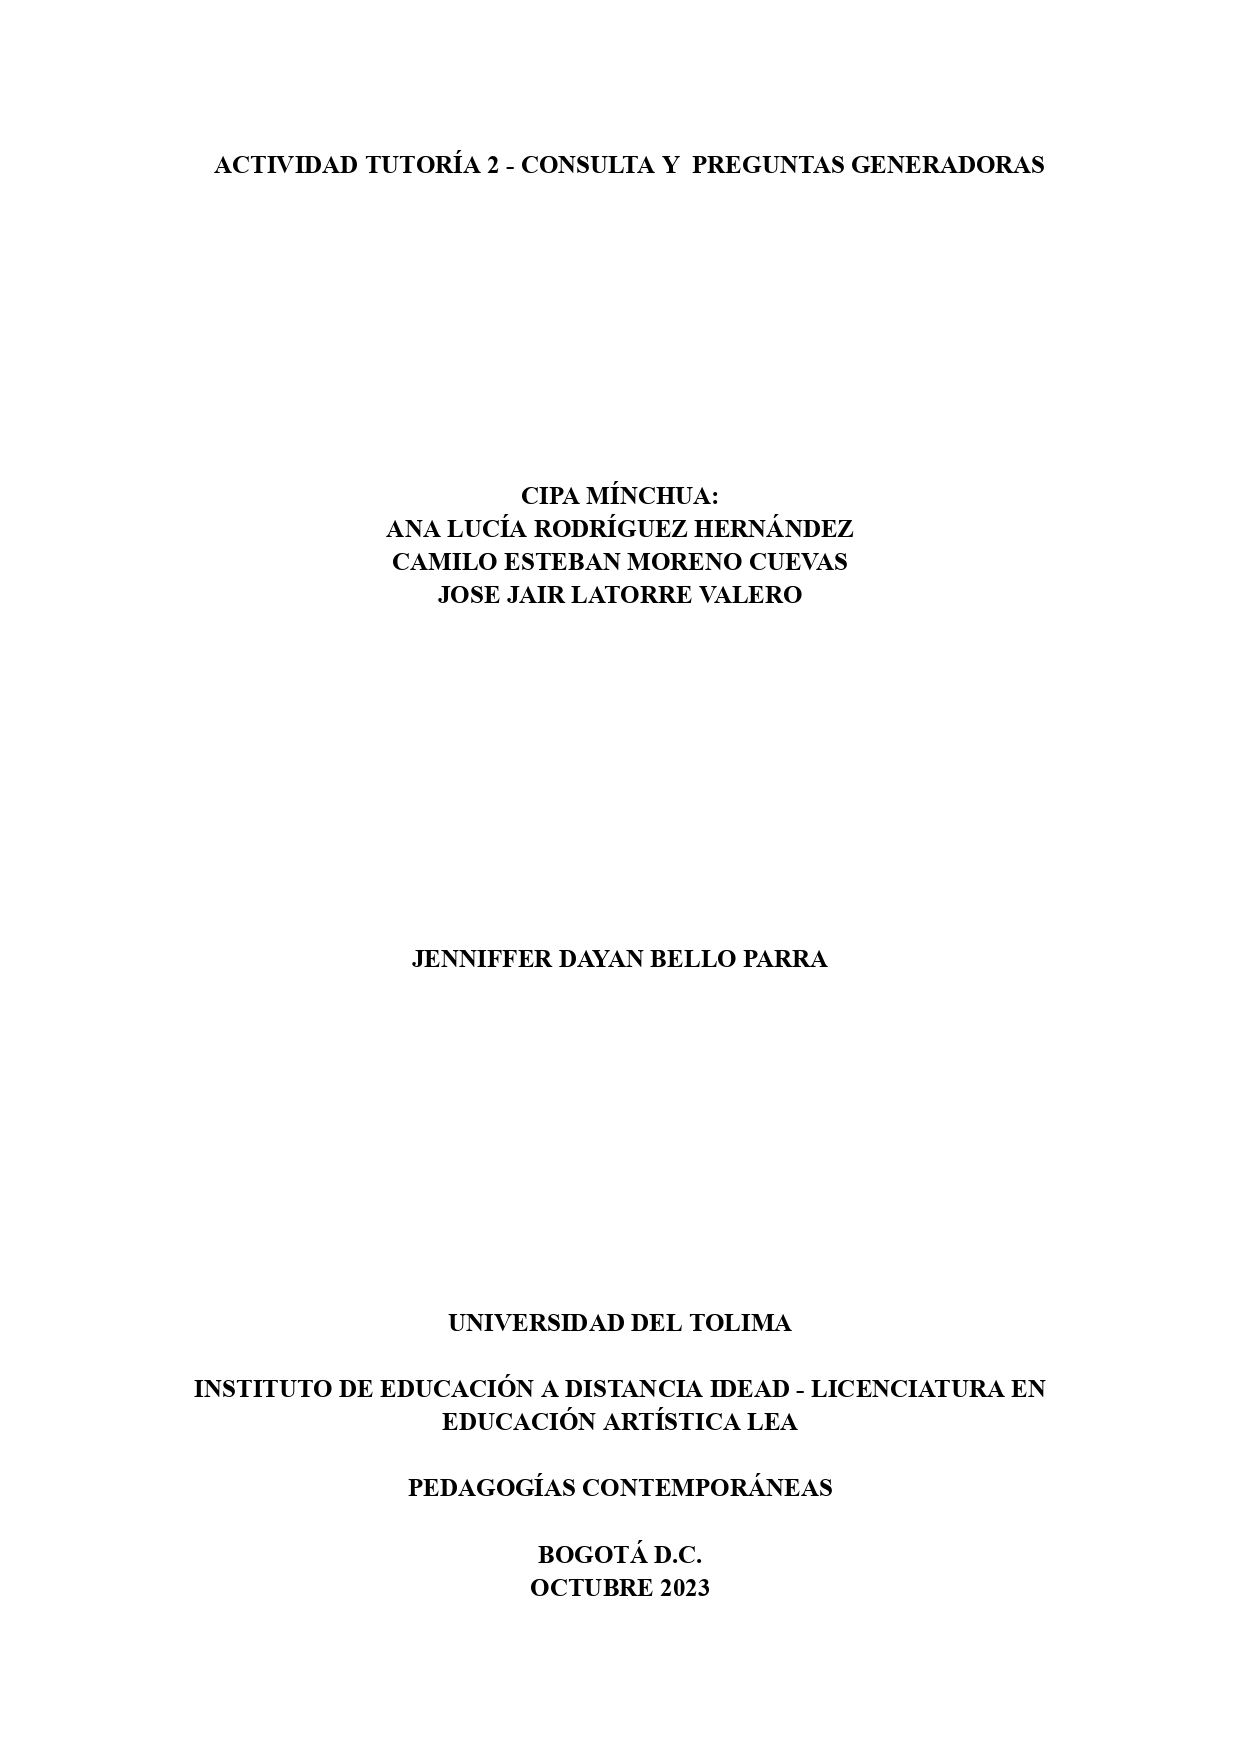 ACTIVIDAD TUTORÍA 2 - CONSULTA Y  PREGUNTAS GENERADORAS
CIPA MÍNCHUA:
ANA LUCÍA RODRÍGUEZ HERNÁNDEZ
CAMILO ESTEBAN MORENO CUEVAS
JOSE JAIR LATORRE VALERO
JENNIFFER DAYAN BELLO PARRA
UNIVERSIDAD DEL TOLIMA
INSTITUTO DE EDUCACIÓN A DISTANCIA IDEAD - LICENCIATURA EN
EDUCACIÓN ARTÍSTICA LEA
PEDAGOGÍAS CONTEMPORÁNEAS
BOGOTÁ D.C.
OCTUBRE 2023